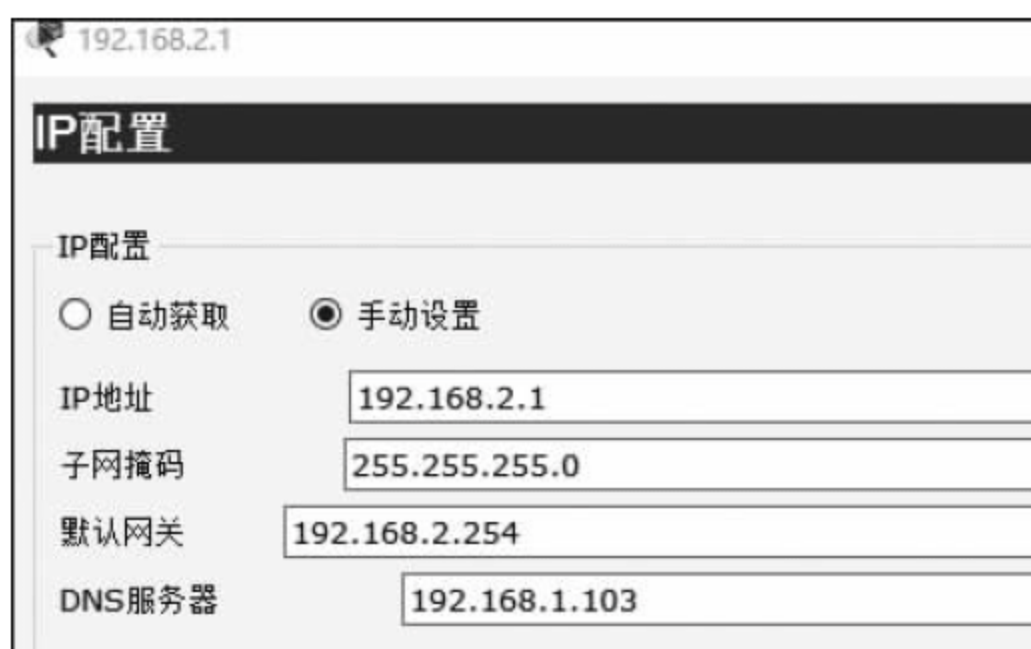 192.168.2.1
IP配置
IP配置
自动获取 手动设置
IP地址 192.168.2.1
子网掩码 255.255.255.0
默认网关 192.168.2.254
DNS服务器 192.168.1.103